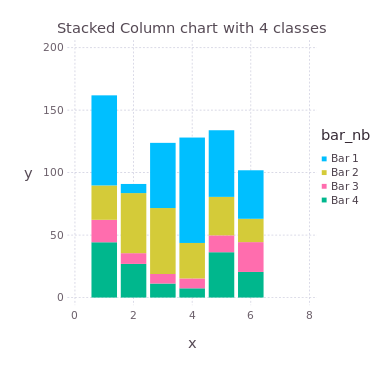 Stacked Column chart with 4 classes
200
150
100
50
0
y
0 2 4 6 8
x
bar_nb
Bar 1
Bar 2
Bar 3
Bar 4